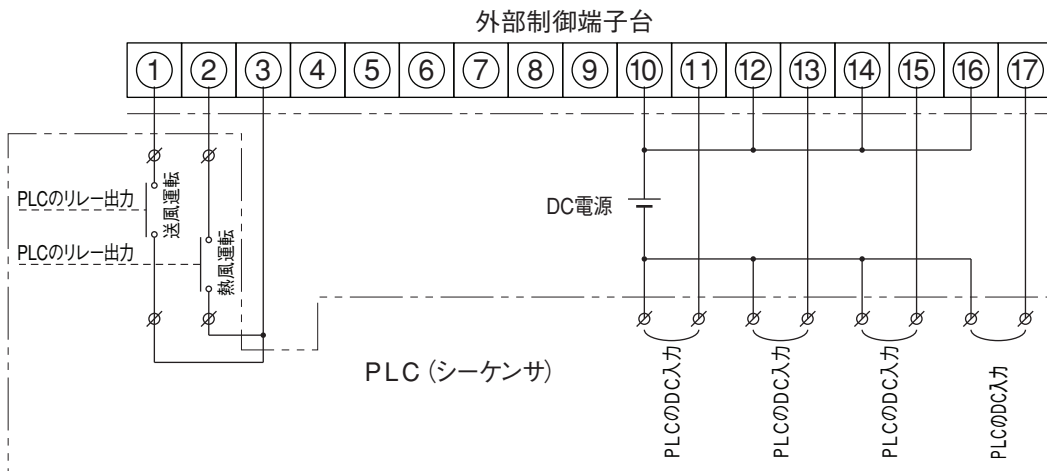 外部制御端子台
① ② ③ ④ ⑤ ⑥ ⑦ ⑧ ⑨ ⑩ ⑪ ⑫ ⑬ ⑭ ⑮ ⑯ ⑰
PLCのリレー出力
送風運転
PLCのリレー出力
熱風運転
DC電源
PLC（シーケンサ）
PLCのDC入力
PLCのDC入力
PLCのDC入力
PLCのDC入力